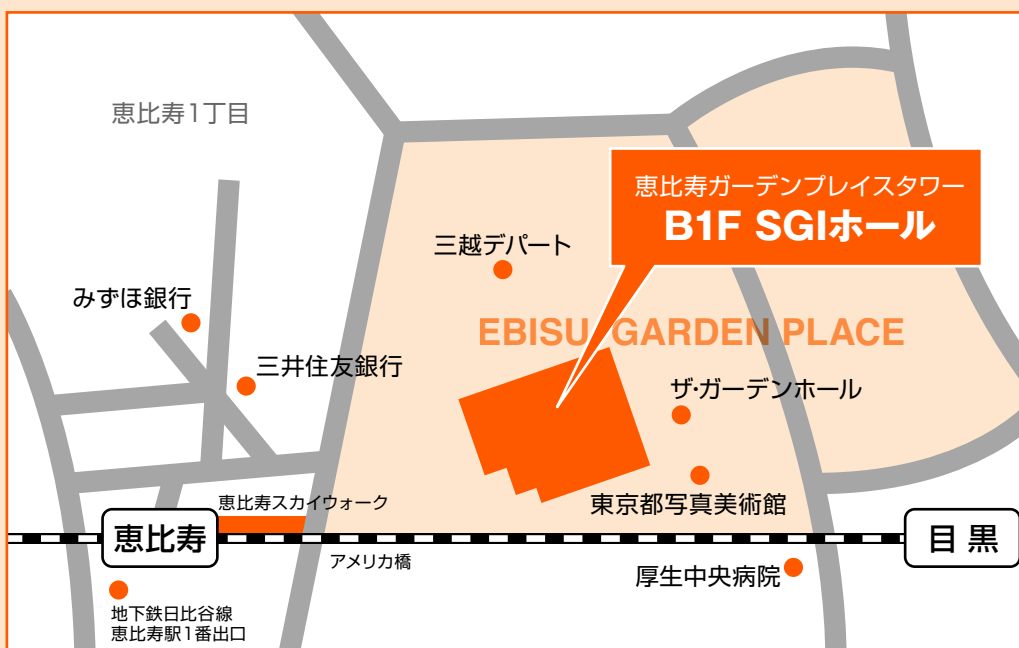 恵比寿1丁目
恵比寿ガーデンプレイスタワー
B1F SGIホール
三越デパート
みずほ銀行
EBISU GARDEN PLACE
三井住友銀行
ザ・ガーデンホール
東京都写真美術館
恵比寿スカイウォーク
恵比寿
目黒
アメリカ橋
厚生中央病院
地下鉄日比谷線
恵比寿駅1番出口